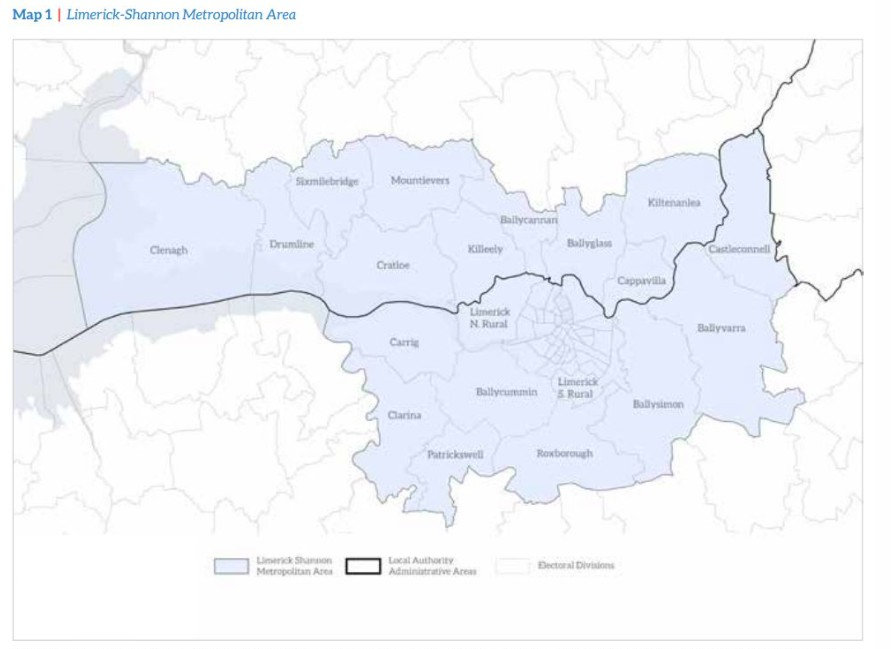 Map 1 | Limerick-Shannon Metropolitan Area
Sixmilebridge
Mountievers
Kiltenanlea
Ballycannan
Clenagh
Drumline
Killeely
Ballyglass
Castleconnell
Cratloe
Cappavilla
Limerick
N. Rural
Ballyvarra
Carrig
Ballycummin
Limerick
S. Rural
Ballysimon
Clarina
Patrickswell
Roxborough
Limerick Shannon
Metropolitan Area
Local Authority
Administrative Areas
Electoral Divisions